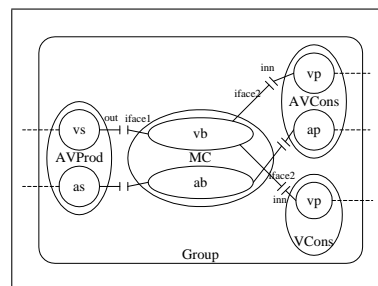 inn
vp
iface2
AVCons
out
iface1
vs
vb
ap
AVProd
MC
as
ab
iface2
inn
vp
VCons
Group